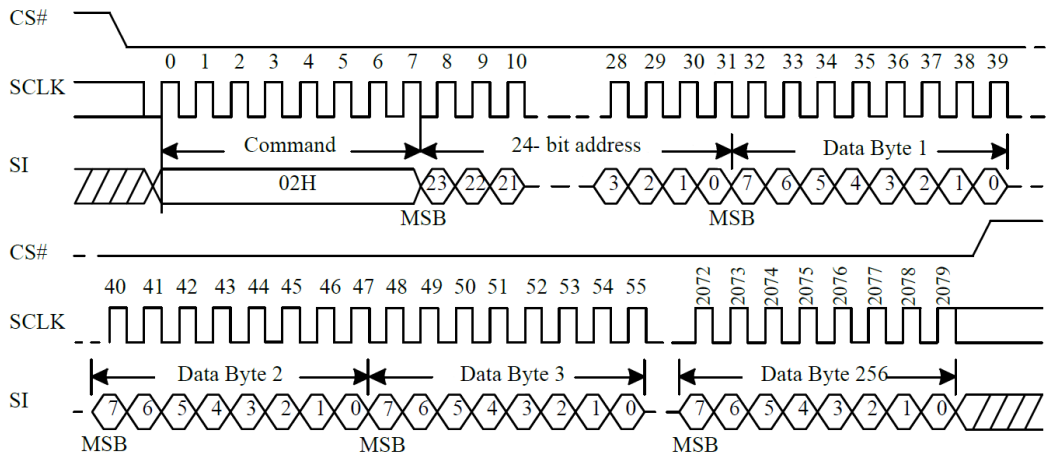 CS#
0 1 2 3 4 5 6 7 8 9 10 28 29 30 31 32 33 34 35 36 37 38 39
SCLK
Command 24- bit address Data Byte 1
SI
02H 23 22 21 3 2 1 0 7 6 5 4 3 2 1 0
MSB MSB
CS#
40 41 42 43 44 45 46 47 48 49 50 51 52 53 54 55 2072 2073 2074 2075 2076 2077 2078 2079
SCLK
Data Byte 2 Data Byte 3 Data Byte 256
SI
7 6 5 4 3 2 1 0 7 6 5 4 3 2 1 0 7 6 5 4 3 2 1 0
MSB MSB MSB